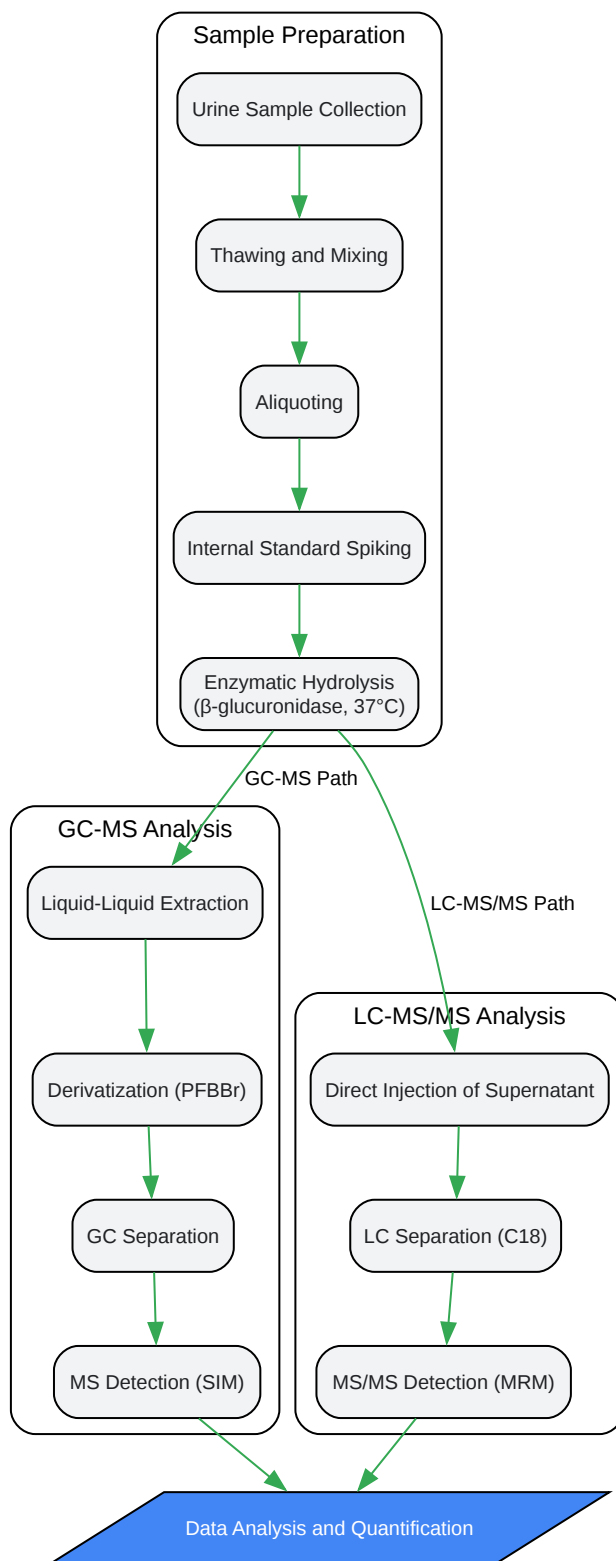 Sample Preparation
Urine Sample Collection
Thawing and Mixing
Aliquoting
Internal Standard Spiking
Enzymatic Hydrolysis
(β-glucuronidase, 37°C)
GC-MS Path
LC-MS/MS Path
GC-MS Analysis
Liquid-Liquid Extraction
Derivatization (PFBBr)
GC Separation
MS Detection (SIM)
LC-MS/MS Analysis
Direct Injection of Supernatant
LC Separation (C18)
MS/MS Detection (MRM)
Data Analysis and Quantification